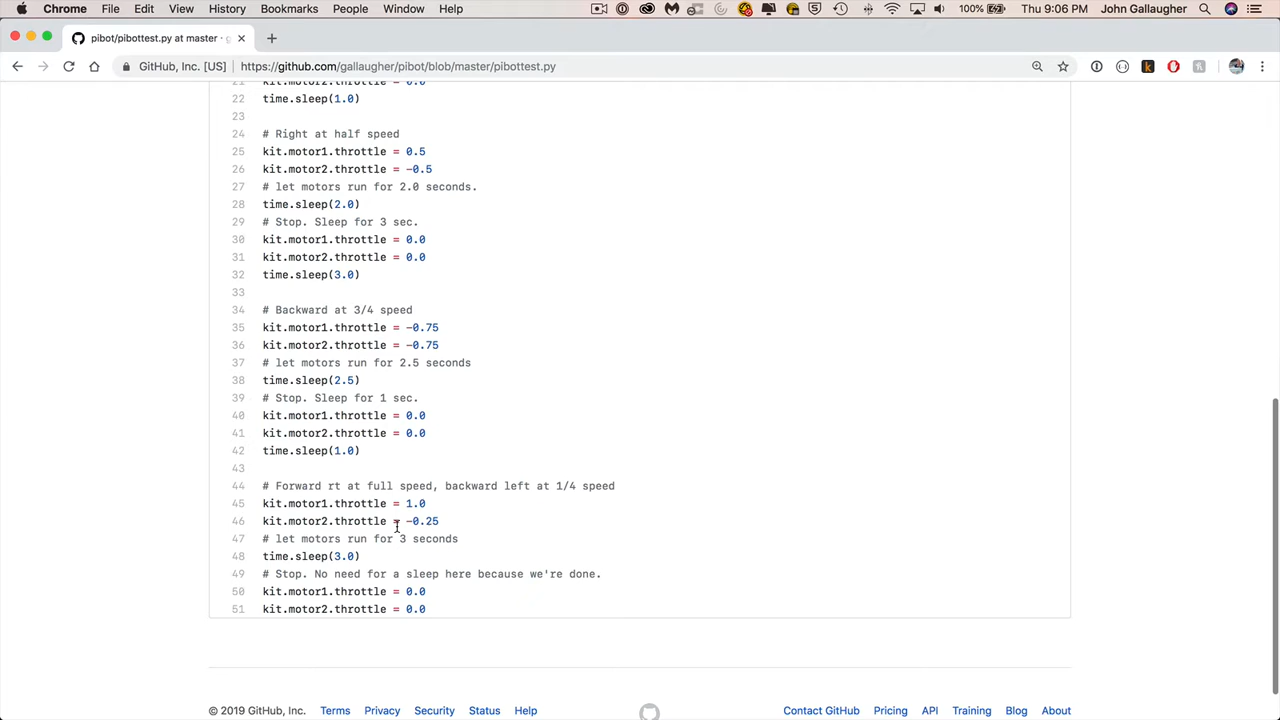 Chrome File Edit View History Bookmarks People Window Help 100% Thu 9:06 PM John Gallaugher
pibot/pibottest.py at master ·
GitHub, Inc. [US] https://github.com/gallaugher/pibot/blob/master/pibottest.py
21 kit.motor2.throttle = 0.0
22 time.sleep(1.0)
23
24 # Right at half speed
25 kit.motor1.throttle = 0.5
26 kit.motor2.throttle = -0.5
27 # let motors run for 2.0 seconds.
28 time.sleep(2.0)
29 # Stop. Sleep for 3 sec.
30 kit.motor1.throttle = 0.0
31 kit.motor2.throttle = 0.0
32 time.sleep(3.0)
33
34 # Backward at 3/4 speed
35 kit.motor1.throttle = -0.75
36 kit.motor2.throttle = -0.75
37 # let motors run for 2.5 seconds
38 time.sleep(2.5)
39 # Stop. Sleep for 1 sec.
40 kit.motor1.throttle = 0.0
41 kit.motor2.throttle = 0.0
42 time.sleep(1.0)
43
44 # Forward rt at full speed, backward left at 1/4 speed
45 kit.motor1.throttle = 1.0
46 kit.motor2.throttle = -0.25
47 # let motors run for 3 seconds
48 time.sleep(3.0)
49 # Stop. No need for a sleep here because we're done.
50 kit.motor1.throttle = 0.0
51 kit.motor2.throttle = 0.0
© 2019 GitHub, Inc. Terms Privacy Security Status Help Contact GitHub Pricing API Training Blog About